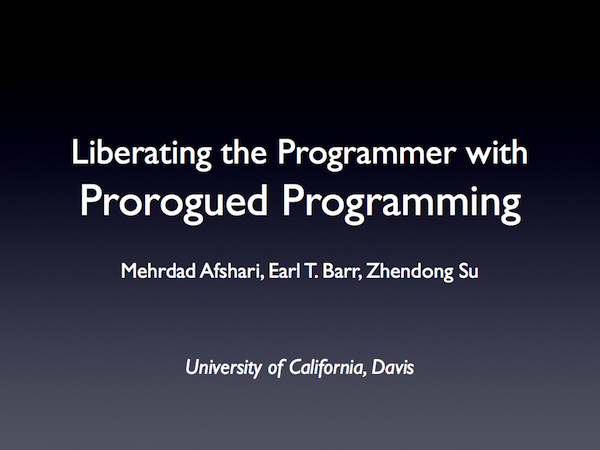 Liberating the Programmer with
Prorogued Programming
Mehrdad Afshari, Earl T. Barr, Zhendong Su
University of California, Davis